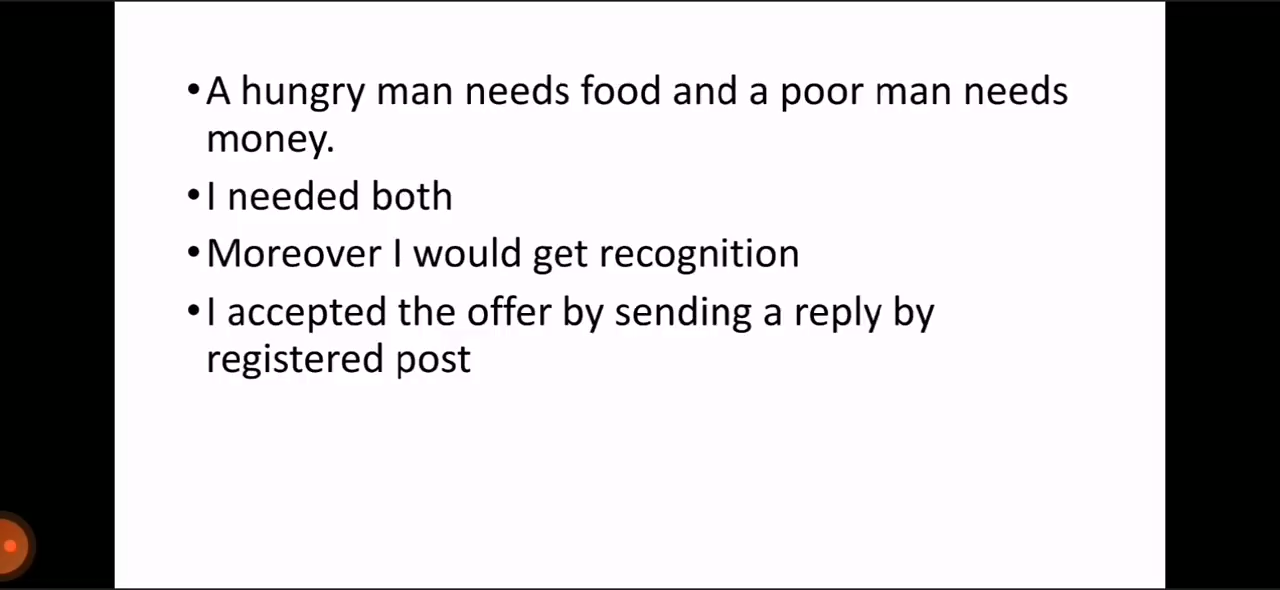 •A hungry man needs food and a poor man needs
money.
•I needed both
•Moreover I would get recognition
•I accepted the offer by sending a reply by
registered post